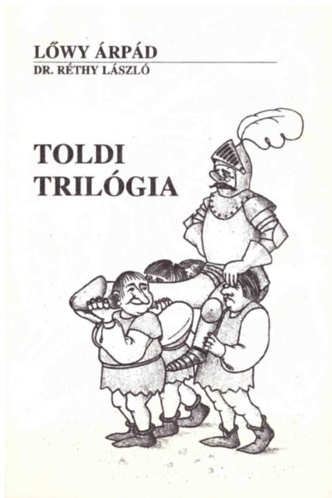 LŐWY ÁRPÁD
DR. RÉTHY LÁSZLÓ
TOLDI
TRILÓGIA